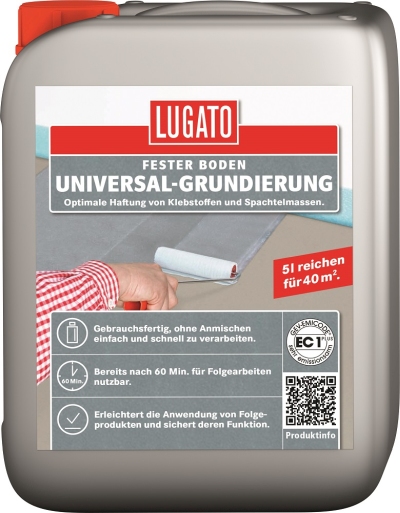 LUGATO
FESTER BODEN
UNIVERSAL-GRUNDIERUNG
Optimale Haftung von Klebstoffen und Spachtelmassen.
5l reichen
für 40 m².
Gebrauchsfertig, ohne Anmischen
einfach und schnell zu verarbeiten.
60 Min.
Bereits nach 60 Min. für Folgearbeiten
nutzbar.
Erleichtert die Anwendung von Folge-
produkten und sichert deren Funktion.
GEV-EMICODE
EC 1 PLUS
sehr emissionsarm
Produktinfo